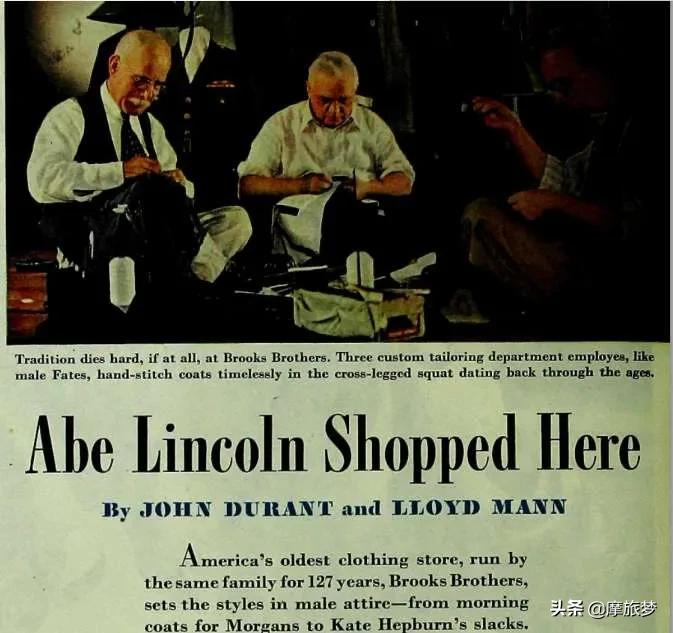 Tradition dies hard, if at all, at Brooks Brothers. Three custom tailoring department employes, like
male Fates, hand-stitch coats timelessly in the cross-legged squat dating back through the ages.
Abe Lincoln Shopped Here
By JOHN DURANT and LLOYD MANN
America's oldest clothing store, run by
the same family for 127 years, Brooks Brothers,
sets the styles in male attire—from morning
coats for Morgans to Kate Hepburn's slacks.
头条 @摩旅梦